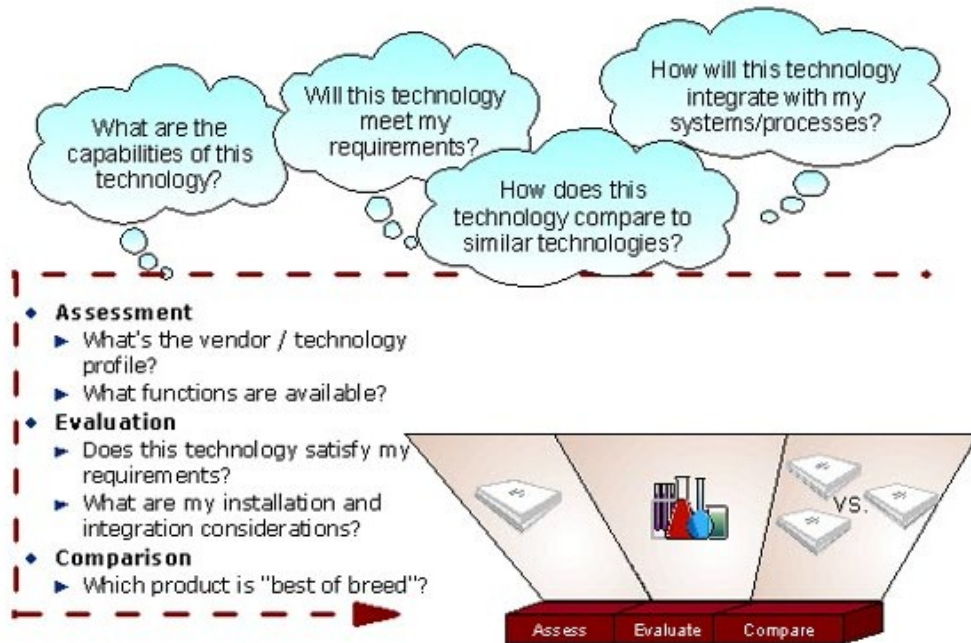 What are the
capabilities of this
technology?
Will this technology
meet my
requirements?
How does this
technology compare to
similar technologies?
How will this technology
integrate with my
systems/processes?
Assessment
What's the vendor / technology
profile?
What functions are available?
Evaluation
Does this technology satisfy my
requirements?
What are my installation and
integration considerations?
Comparison
Which product is "best of breed"?
VS.
Assess
Evaluate
Compare